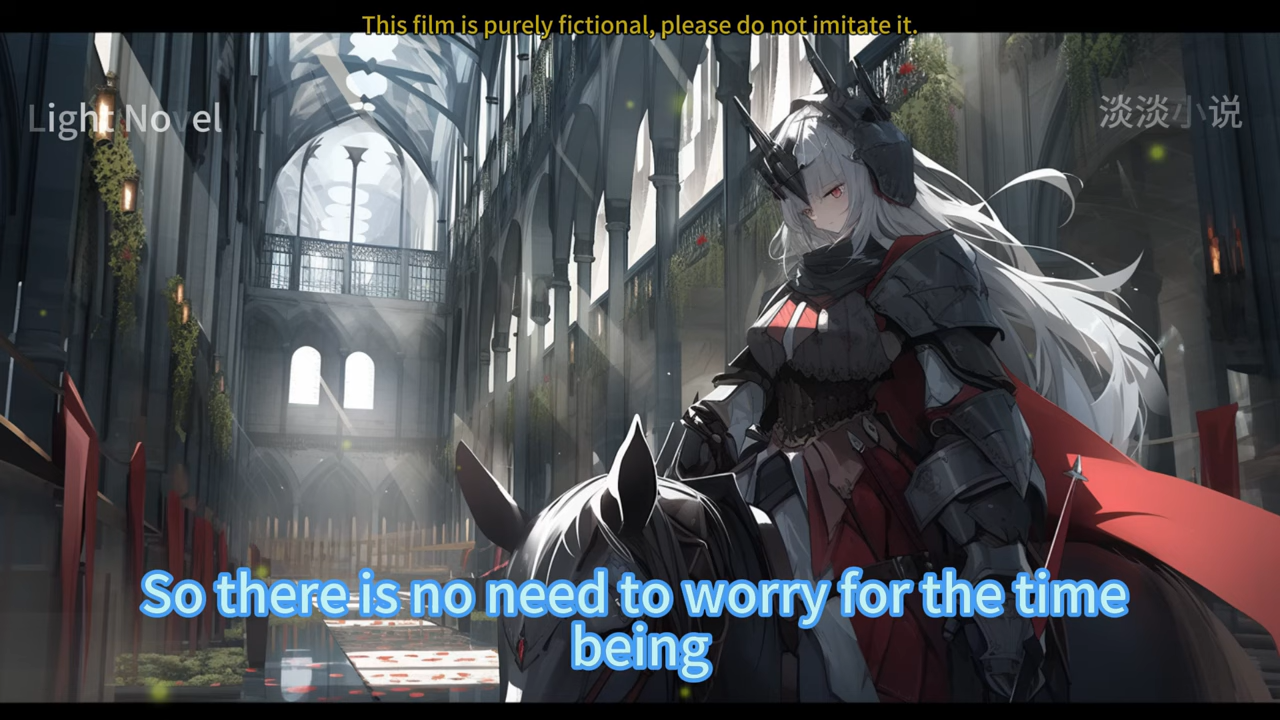 This film is purely fictional, please do not imitate it.
Light Novel
淡淡小说
So there is no need to worry for the time
being